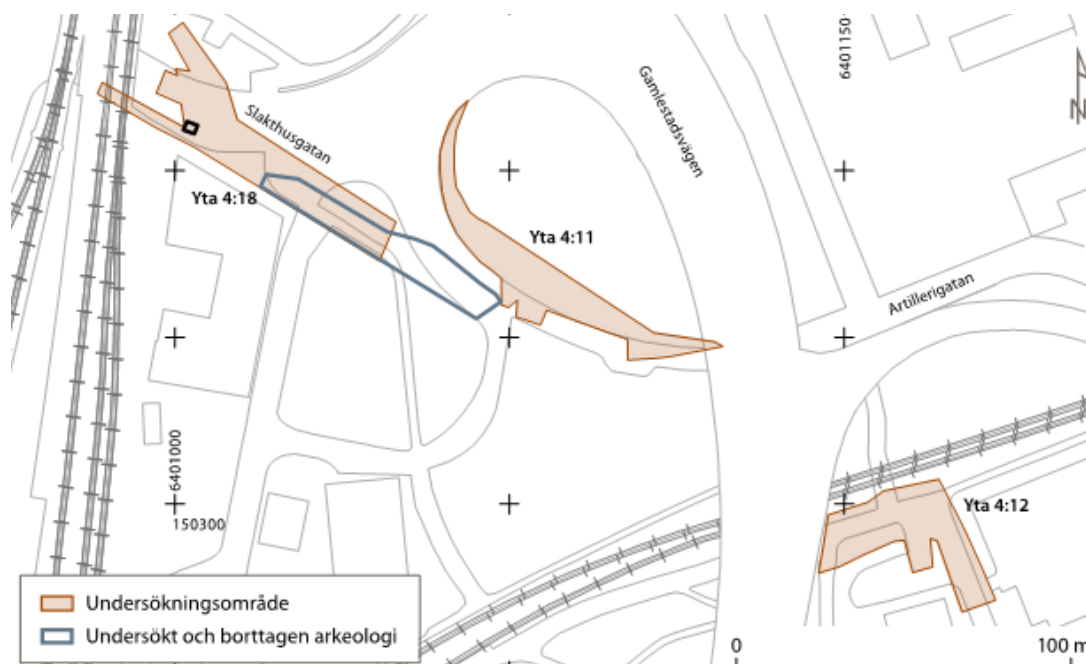 6401150
Gamlestadsvägen
Slakthusgatan
Yta 4:18
Yta 4:11
Artillerigatan
6401000
150300
Yta 4:12
Undersökningsområde
Undersökt och borttagen arkeologi
0
100 m